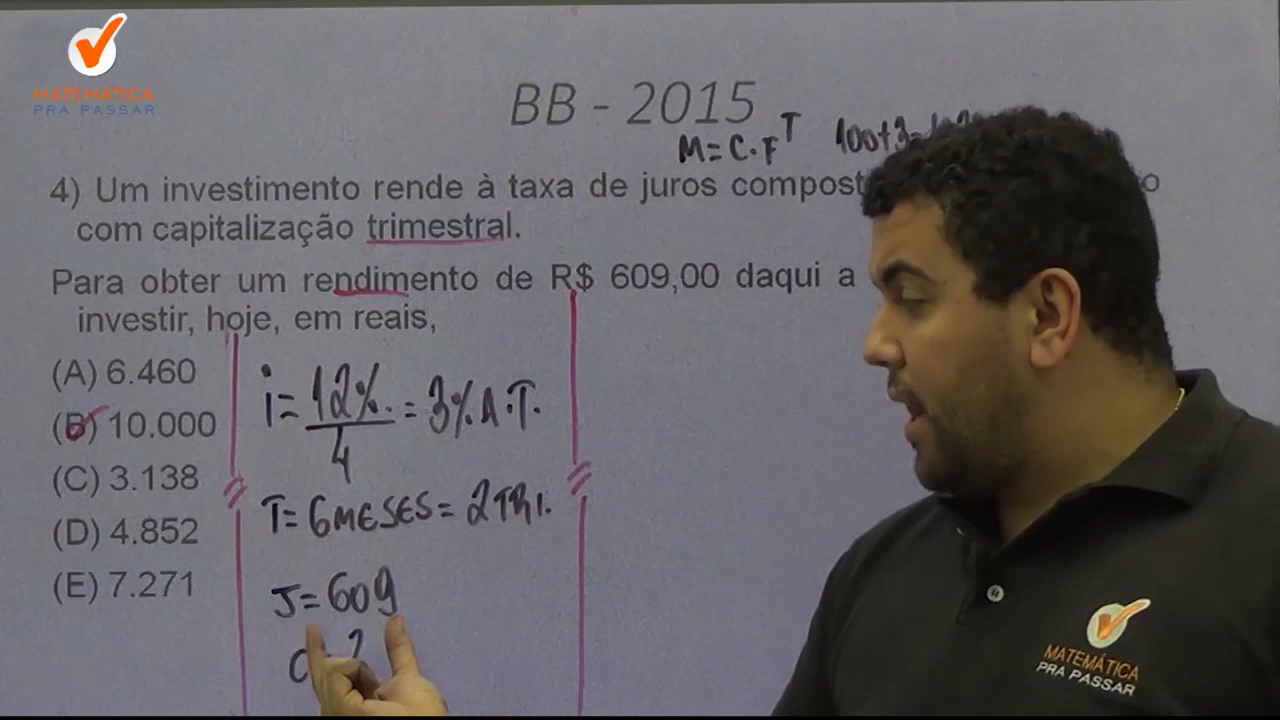 MATEMÁTICA
PRA PASSAR
BB - 2015
M=C.F^T 100+3=
4) Um investimento rende à taxa de juros
com capitalização trimestral.
Para obter um rendimento de R$ 609,00 daqui a
investir, hoje, em reais,
(A) 6.460
(B) 10.000
(C) 3.138
(D) 4.852
(E) 7.271
i= 12%/4 = 3% A.T.
T= 6 MESES = 2 TRI.
J= 609
MATEMÁTICA
PRA PASSAR